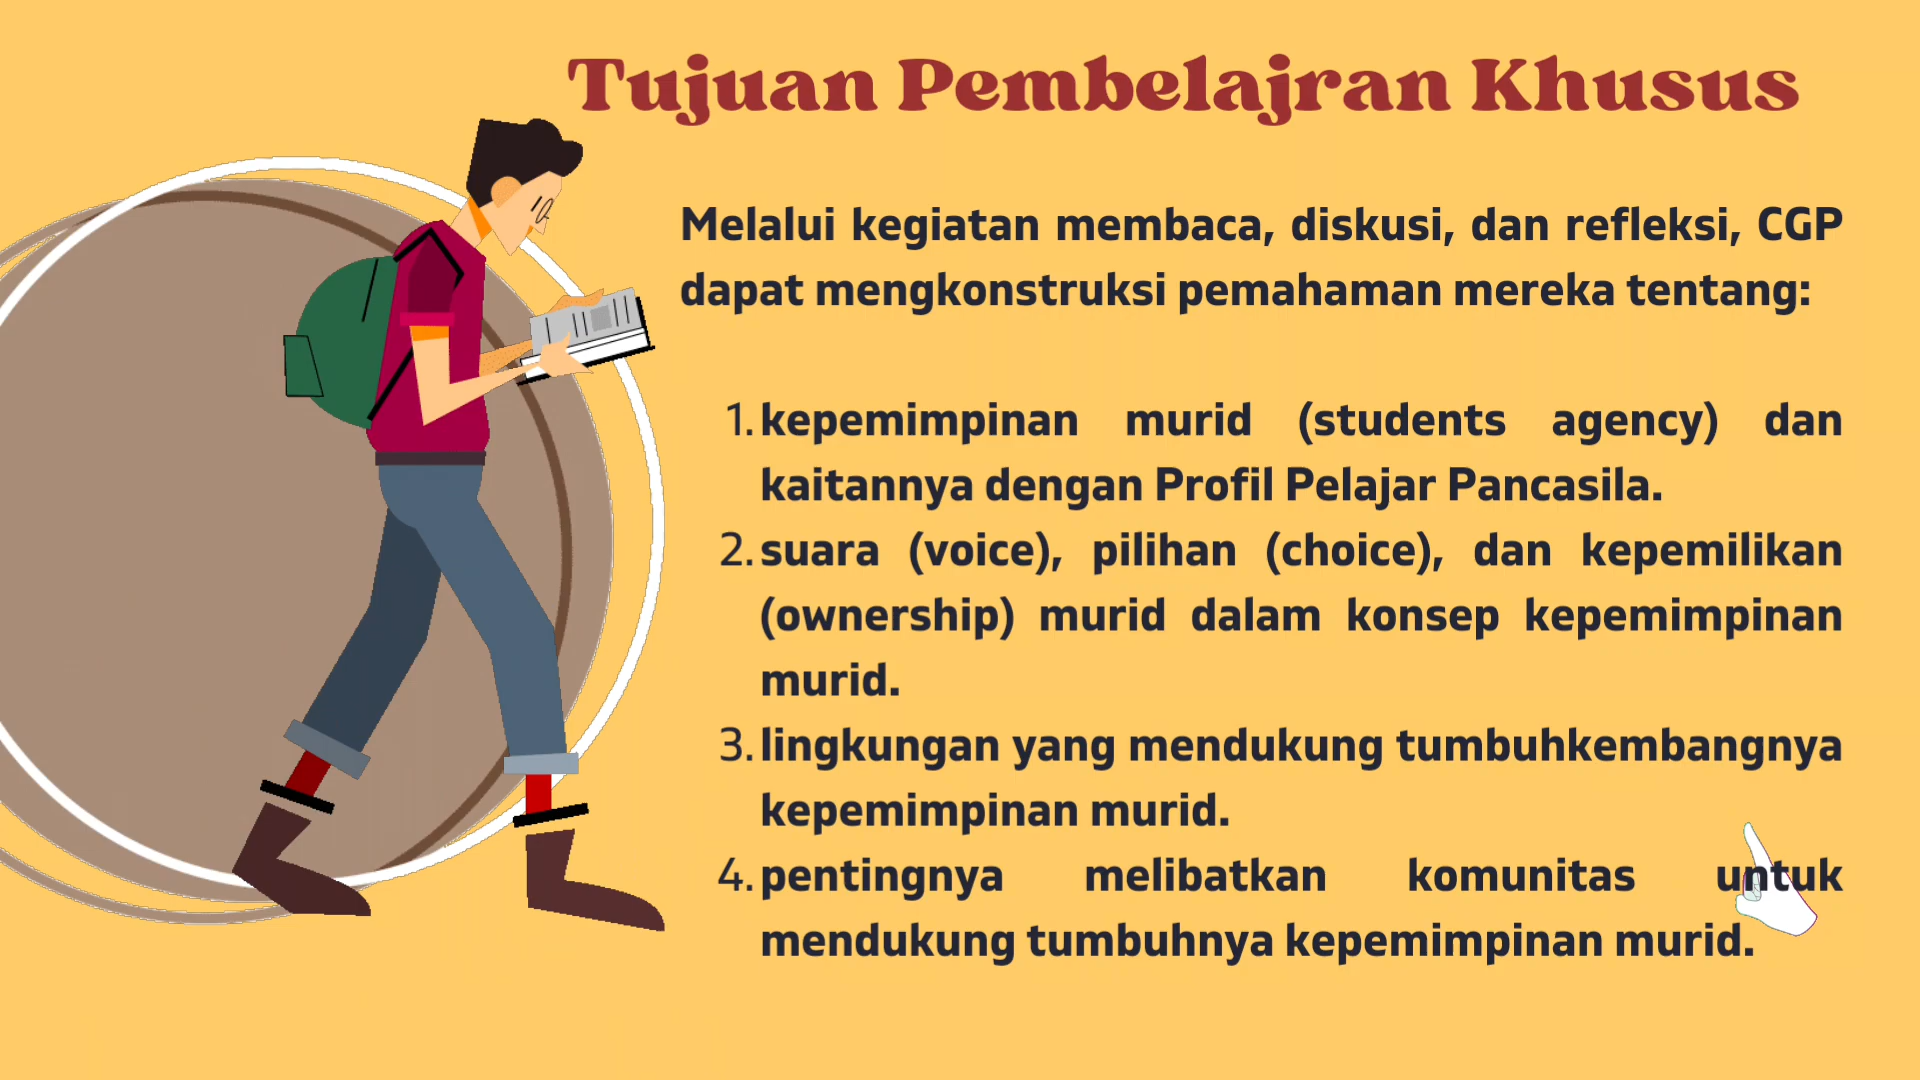 Tujuan Pembelajran Khusus
Melalui kegiatan membaca, diskusi, dan refleksi, CGP
dapat mengkonstruksi pemahaman mereka tentang:
1. kepemimpinan murid (students agency) dan
kaitannya dengan Profil Pelajar Pancasila.
2. suara (voice), pilihan (choice), dan kepemilikan
(ownership) murid dalam konsep kepemimpinan
murid.
3. lingkungan yang mendukung tumbuhkembangnya
kepemimpinan murid.
4. pentingnya melibatkan komunitas untuk
mendukung tumbuhnya kepemimpinan murid.